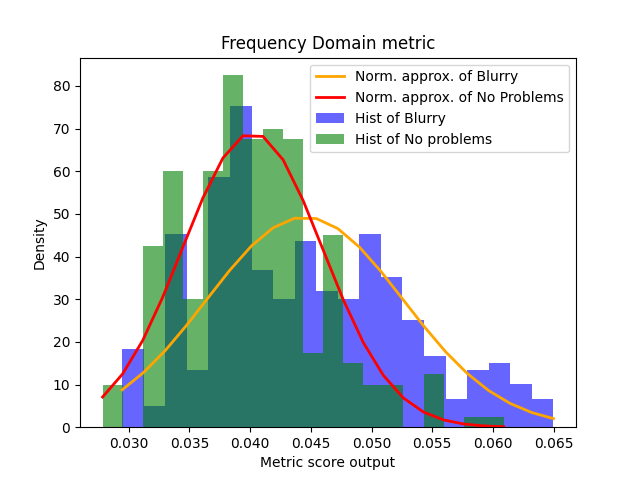 Frequency Domain metric
Norm. approx. of Blurry
Norm. approx. of No Problems
Hist of Blurry
Hist of No problems
Density
80
70
60
50
40
30
20
10
0
0.030 0.035 0.040 0.045 0.050 0.055 0.060 0.065
Metric score output